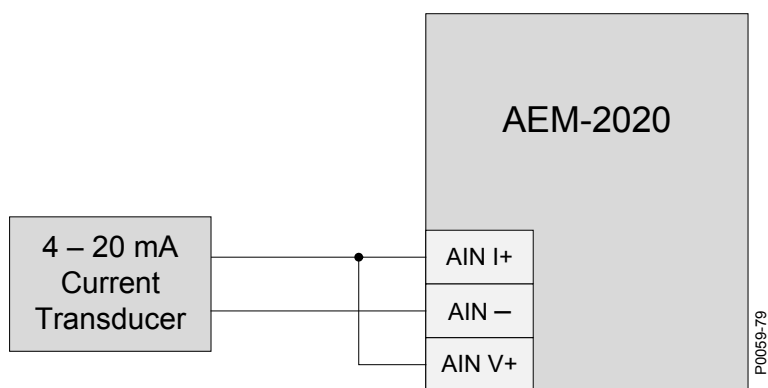 AEM-2020
4 – 20 mA
Current
Transducer
AIN I+
AIN –
AIN V+
P0059-79